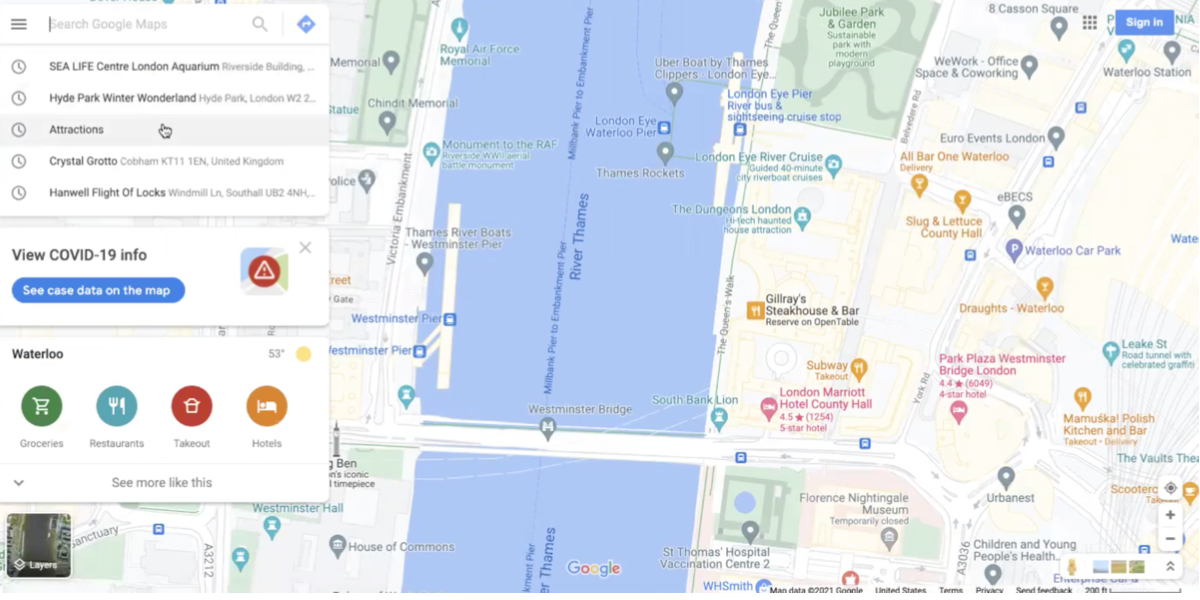 Search Google Maps
SEA LIFE Centre London Aquarium Riverside Building, ...
Hyde Park Winter Wonderland Hyde Park, London W2 2...
Attractions
Crystal Grotto Cobham KT11 1EN, United Kingdom
Hanwell Flight Of Locks Windmill Ln, Southall UB2 4NH,...
View COVID-19 info
See case data on the map
Waterloo
53°
Groceries
Restaurants
Takeout
Hotels
See more like this
Layers
Sign in
Royal Air Force
Memorial
Memorial
Chindit Memorial
Statue
Monument to the RAF
Riverside WWI aerial
battle monument
Victoria Embankment
Thames River Boats
- Westminster Pier
Gate
Westminster Pier
Westminster Pier
Millbank Pier to Embankment Pier
River Thames
Millbank Pier to Embankment Pier
Uber Boat by Thames
Clippers - London Eye...
London Eye Pier
River bus &
sightseeing cruise stop
London Eye
Waterloo Pier
London Eye River Cruise
Guided 40-minute
city riverboat cruises
Thames Rockets
The Dungeons London
Hi-tech haunted
house attraction
The Queen's Walk
Gillray's
Steakhouse & Bar
Reserve on OpenTable
Subway
Takeout
London Marriott
Hotel County Hall
4.5 ★ (1254)
5-star hotel
South Bank Lion
Westminster Bridge
Jubilee Park
& Garden
Sustainable
park with
modern
playground
8 Casson Square
WeWork - Office
Space & Coworking
Waterloo Station
Belvedere Rd
Euro Events London
All Bar One Waterloo
Delivery
eBECS
Slug & Lettuce
County Hall
Waterloo Car Park
Draughts - Waterloo
Leake St
Road tunnel with
celebrated graffiti
Park Plaza Westminster
Bridge London
4.4 ★ (6049)
4-star hotel
York Rd
Mamuśka! Polish
Kitchen and Bar
Takeout • Delivery
The Vaults Thea
Scooterc
Urbanest
Florence Nightingale
Museum
Temporarily closed
St Thomas' Hospital
Vaccination Centre 2
A3036
Children and Young
People's Health...
WHSmith
Westminster Hall
House of Commons
Sanctuary
A3212
g Ben
n's iconic
l timepiece
Google
Map data ©2021 Google
United States
Terms
Privacy
Send feedback
200 ft